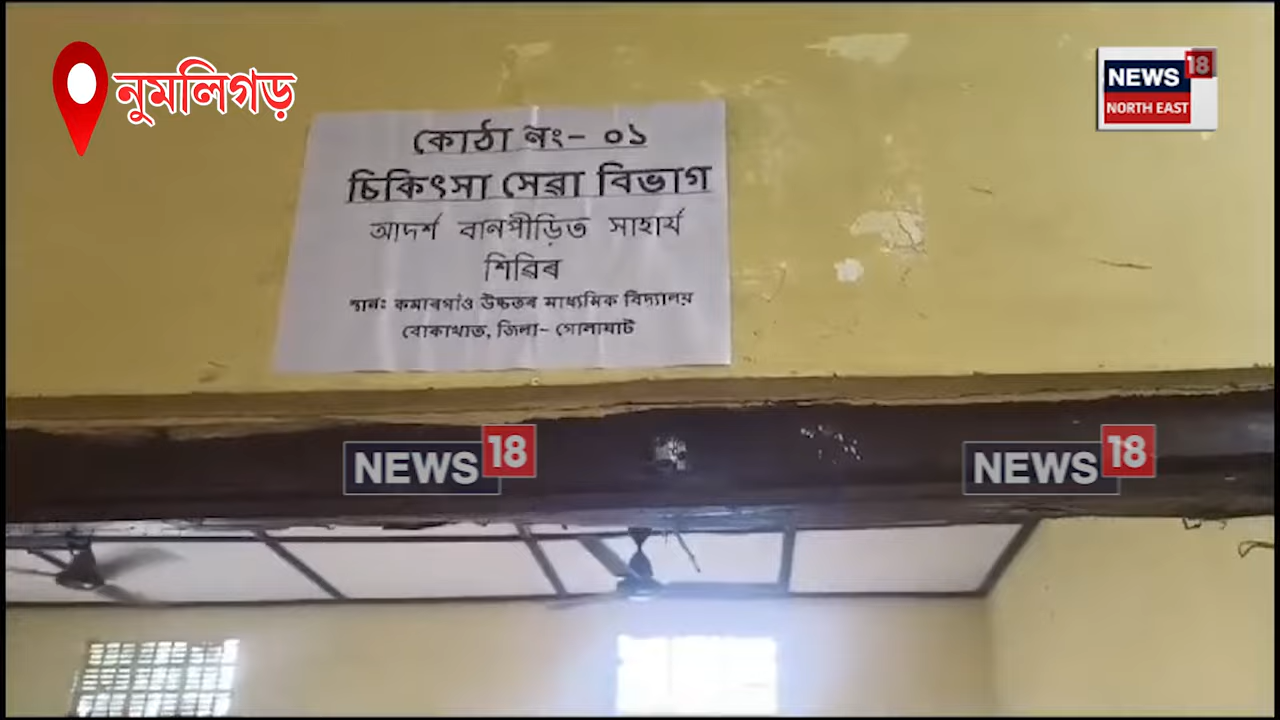 নুমলিগড়
NEWS 18
NORTH EAST
কোঠা নং- ০১
চিকিৎসা সেৱা বিভাগ
আদৰ্শ বানপীড়িত সাহাৰ্য
শিৱিৰ
স্থানঃ কমাৰগাঁও উচ্চতৰ মাধ্যমিক বিদ্যালয়
বোকাখাত, জিলা- গোলাঘাট
NEWS 18
NEWS 18